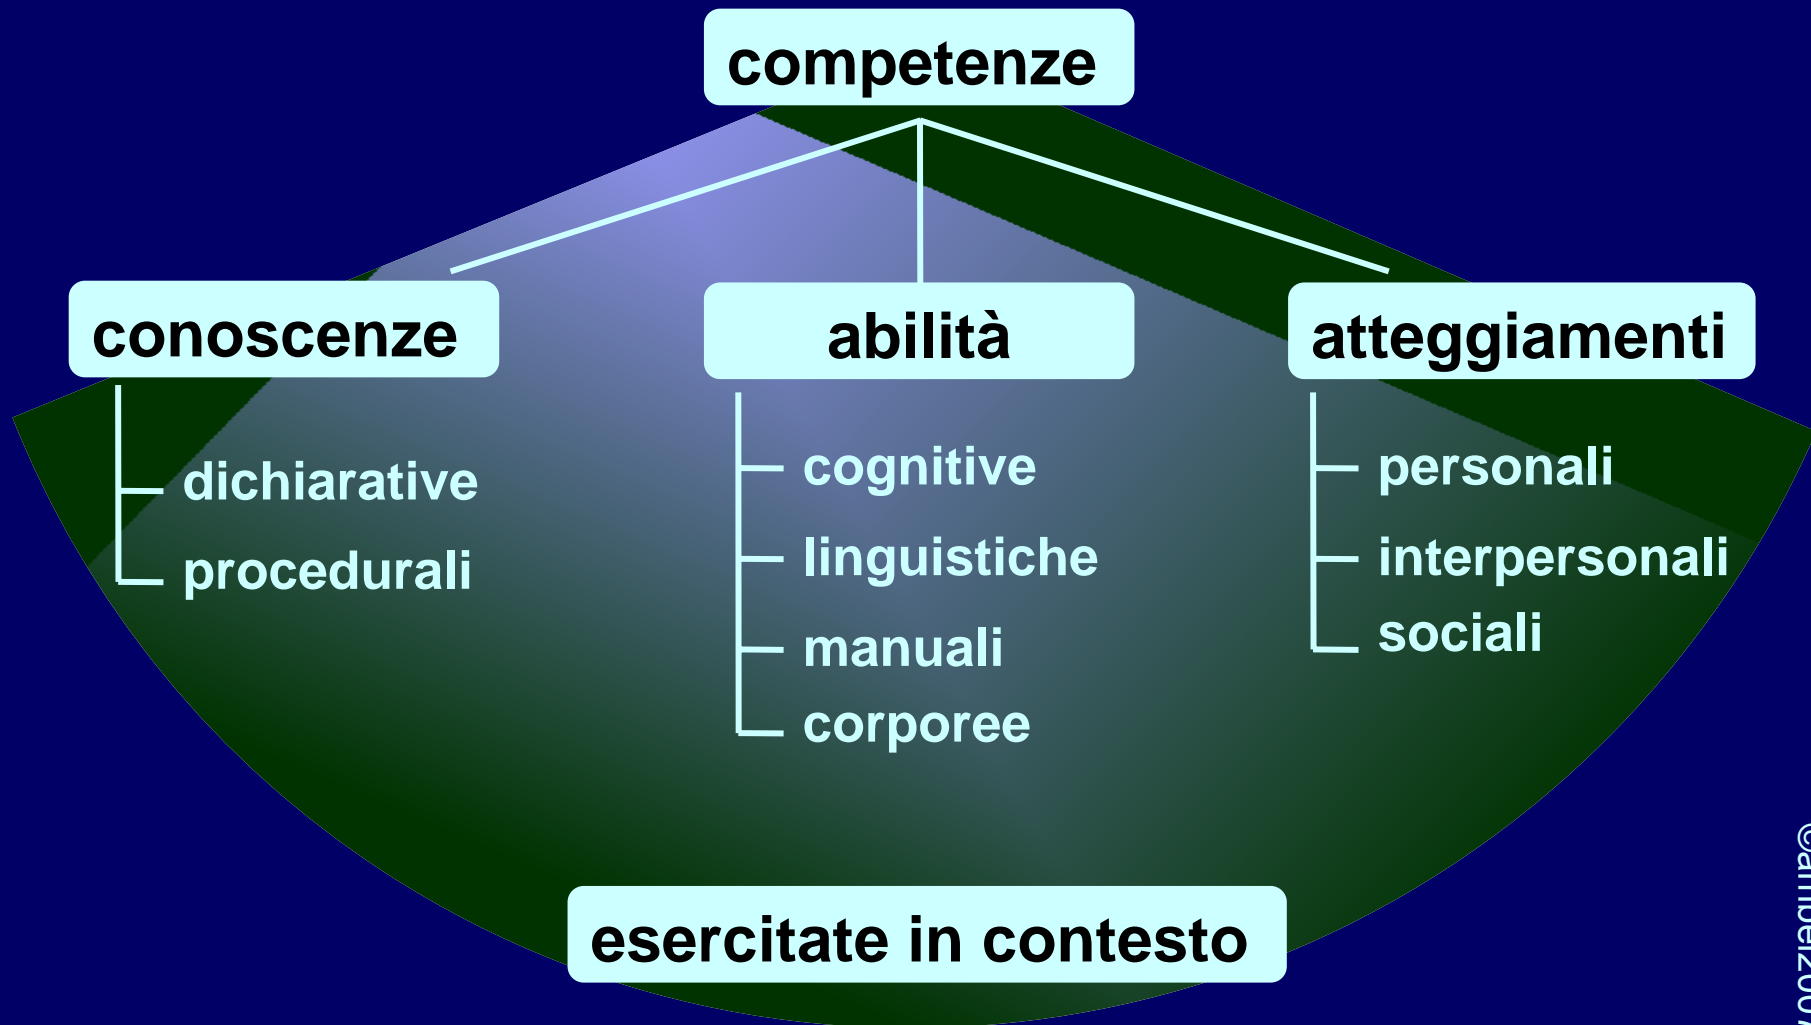 competenze
conoscenze
abilità
atteggiamenti
dichiarative
procedurali
cognitive
linguistiche
manuali
corporee
personali
interpersonali
sociali
esercitate in contesto